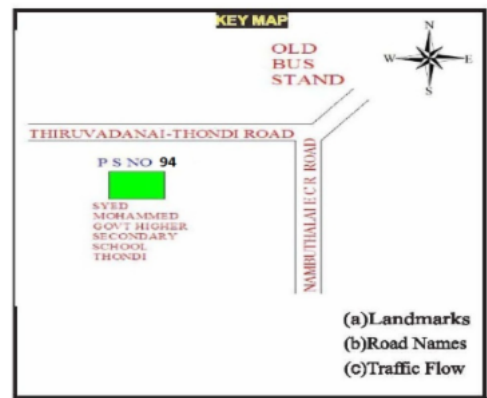 KEY MAP
OLD
BUS
STAND
N
W
E
S
THIRUVADANAI-THONDI ROAD
P S NO 94
SYED
MOHAMMED
GOVT HIGHER
SECONDARY
SCHOOL
THONDI
NAMBUTHALAI E C R ROAD
(a)Landmarks
(b)Road Names
(c)Traffic Flow